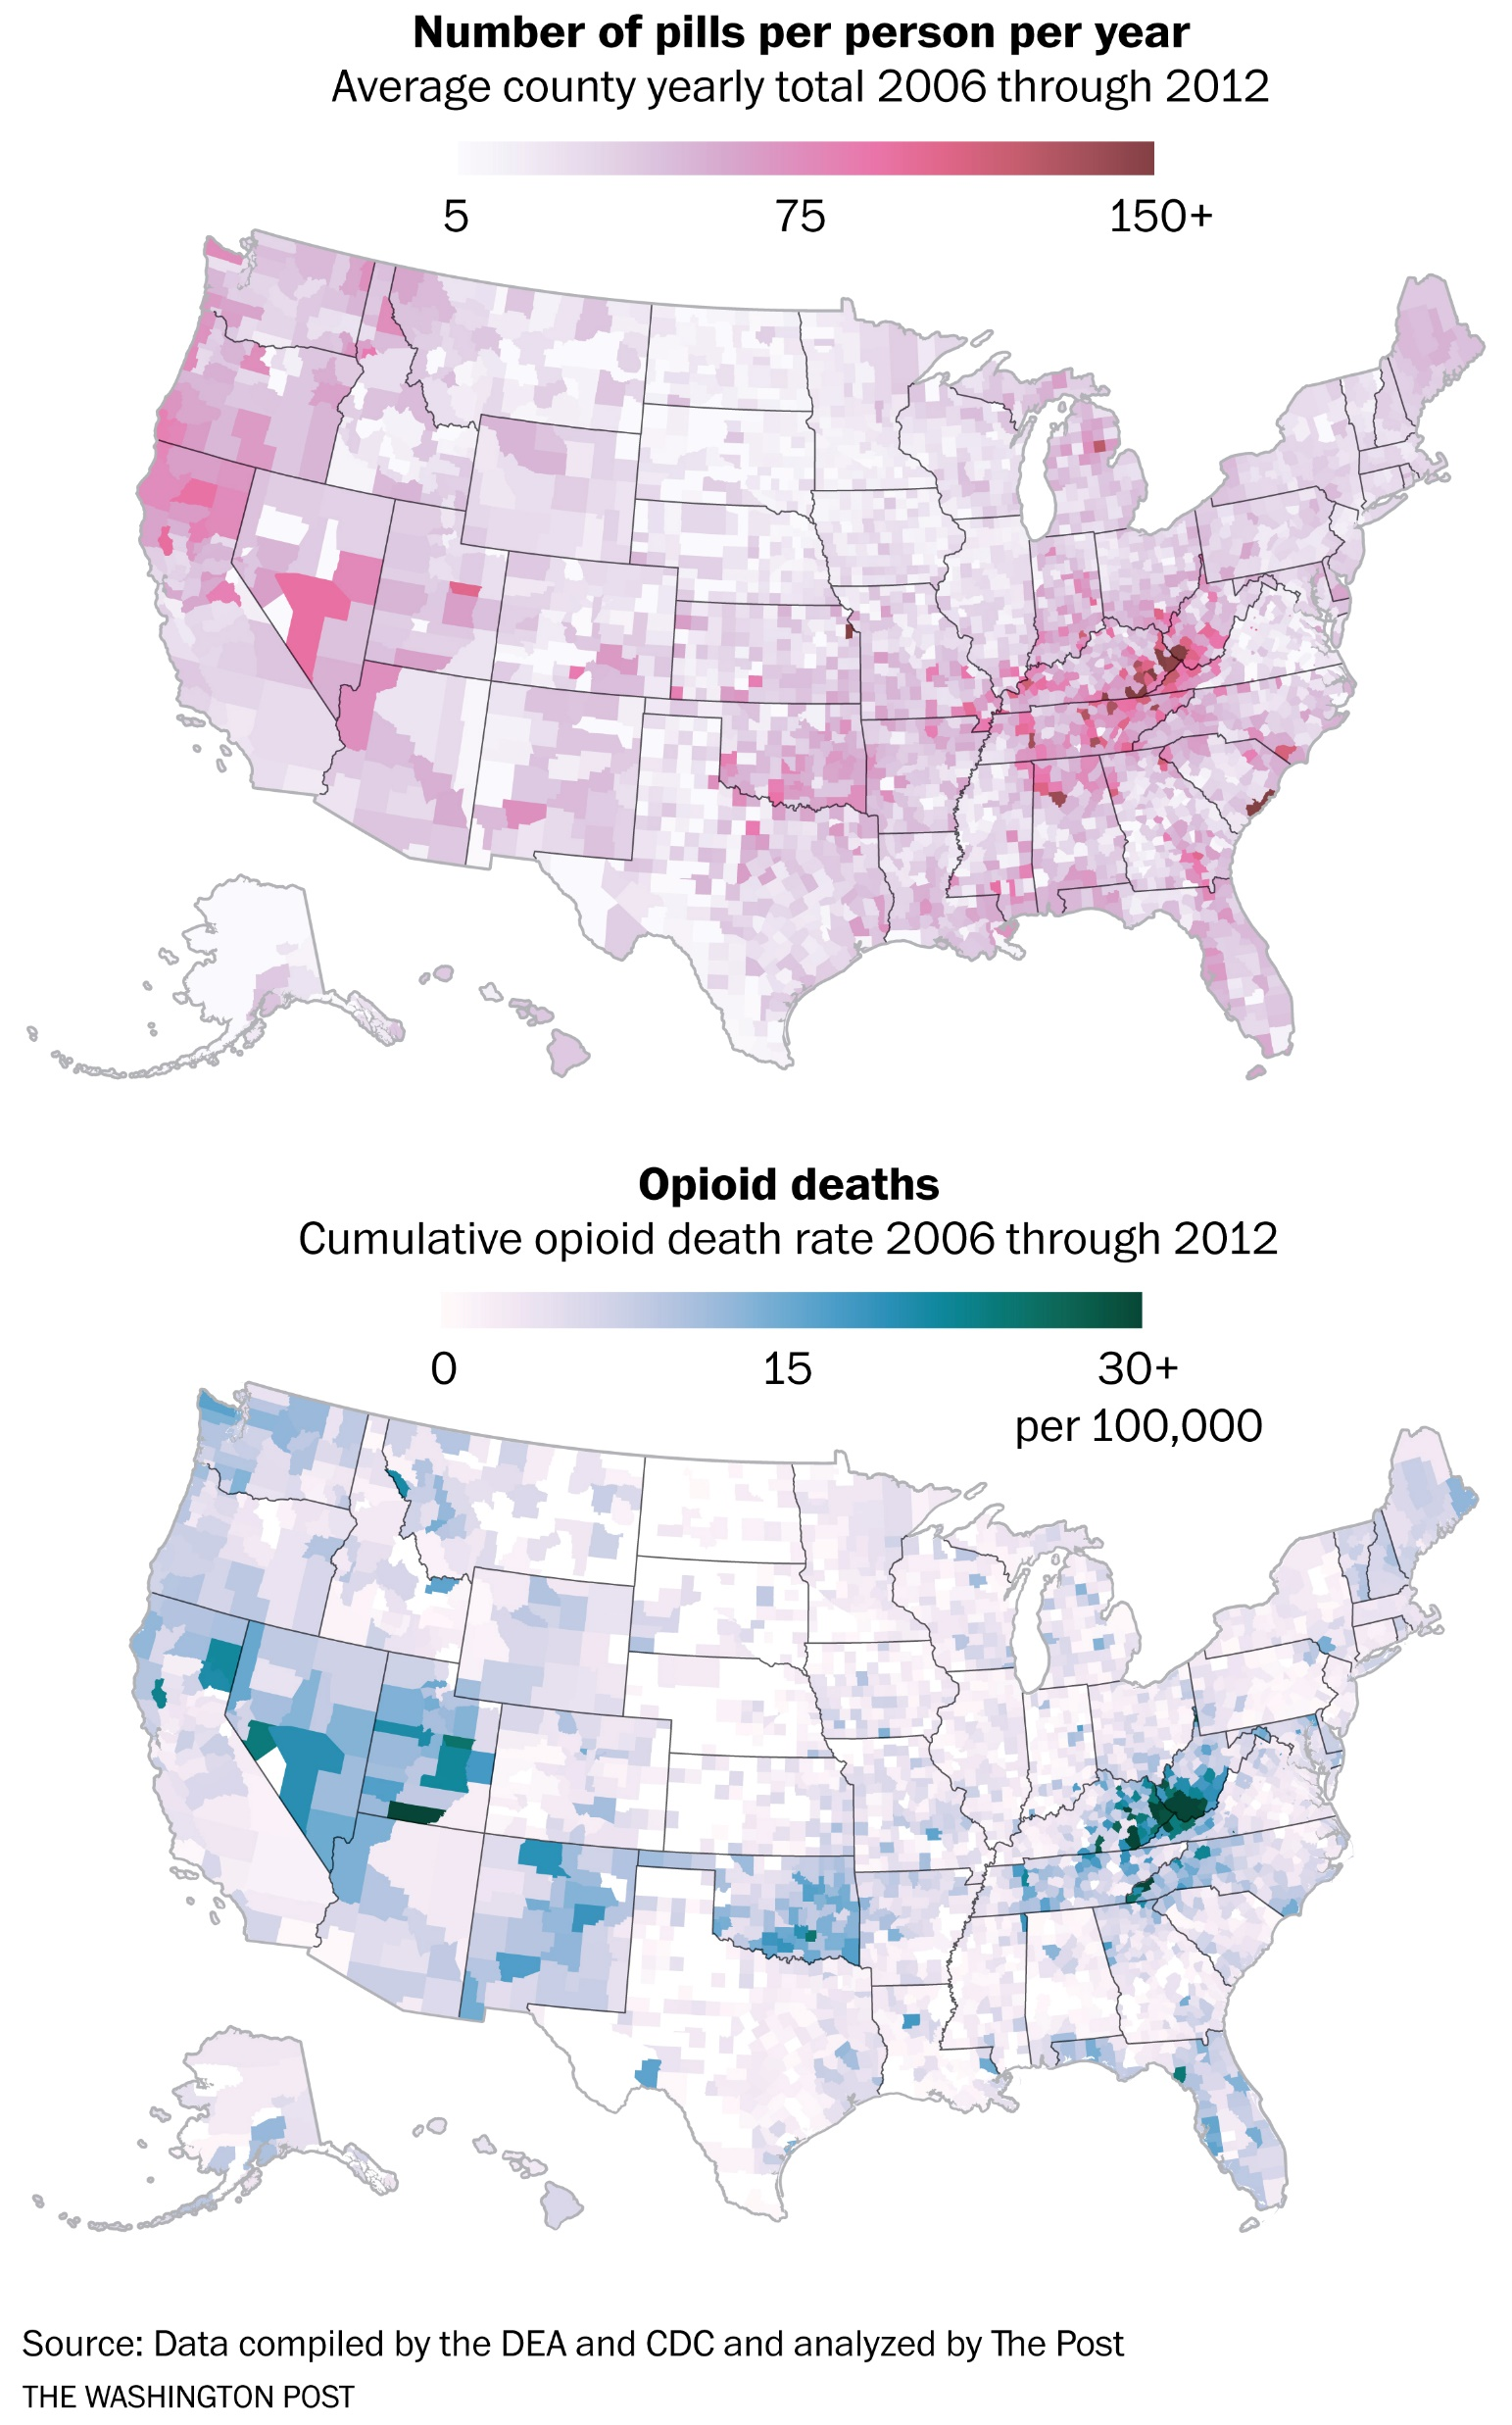 Number of pills per person per year
Average county yearly total 2006 through 2012
5 75 150+
Opioid deaths
Cumulative opioid death rate 2006 through 2012
0 15 30+
per 100,000
Source: Data compiled by the DEA and CDC and analyzed by The Post
THE WASHINGTON POST